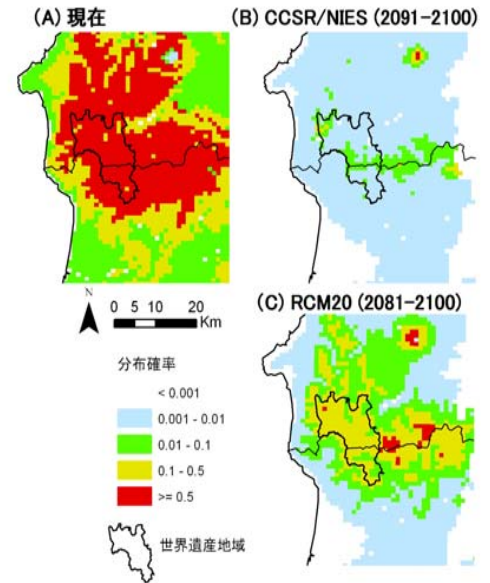 (A) 現在
(B) CCSR/NIES (2091-2100)
N
0 5 10 20
Km
(C) RCM20 (2081-2100)
分布確率
< 0.001
0.001 - 0.01
0.01 - 0.1
0.1 - 0.5
>= 0.5
世界遺産地域